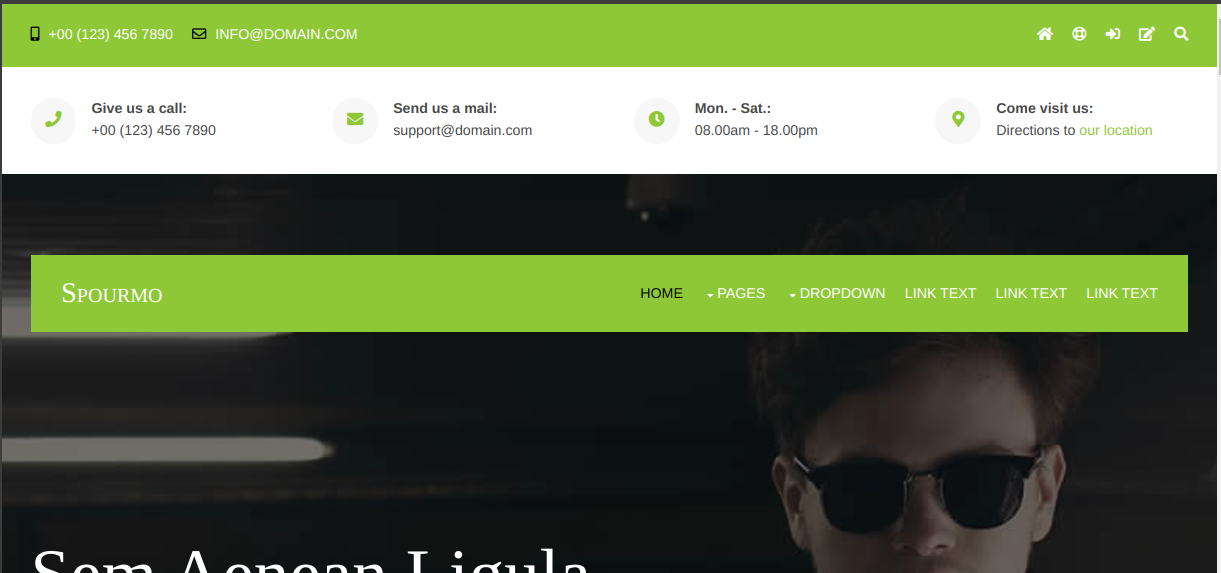 +00 (123) 456 7890 INFO@DOMAIN.COM
Give us a call:
+00 (123) 456 7890
Send us a mail:
support@domain.com
Mon. - Sat.:
08.00am - 18.00pm
Come visit us:
Directions to our location
Spourmo
HOME PAGES DROPDOWN LINK TEXT LINK TEXT LINK TEXT
Sem Aenean Ligula